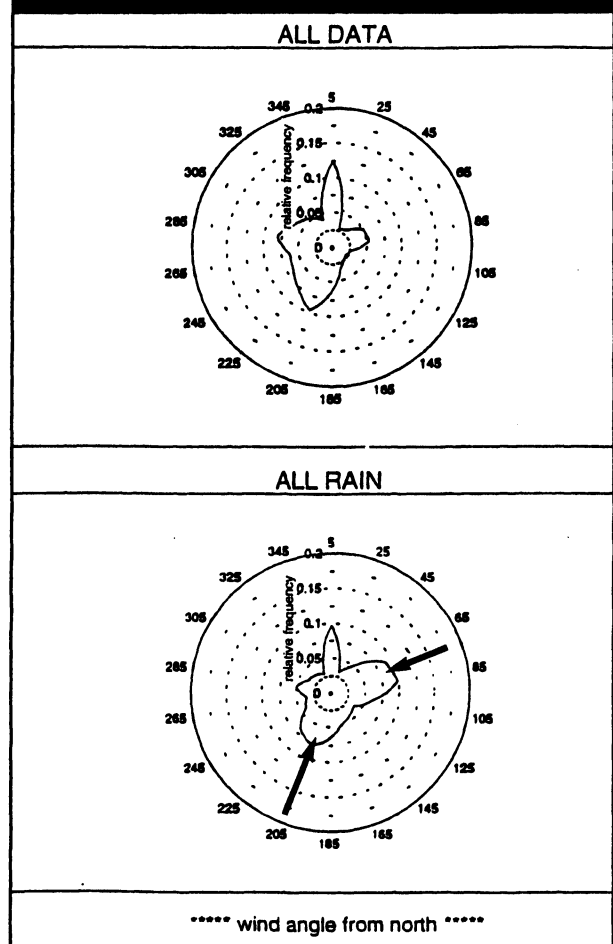 ALL DATA
5
345 0.2 25
325 45
0.15
305 65
relative frequency
0.1
285 0.05 85
0
265 105
245 125
225 145
205 165
185
ALL RAIN
5
345 0.2 25
325 45
0.15
305 65
relative frequency
0.1
285 0.05 85
0
265 105
245 125
225 145
205 165
185
***** wind angle from north *****